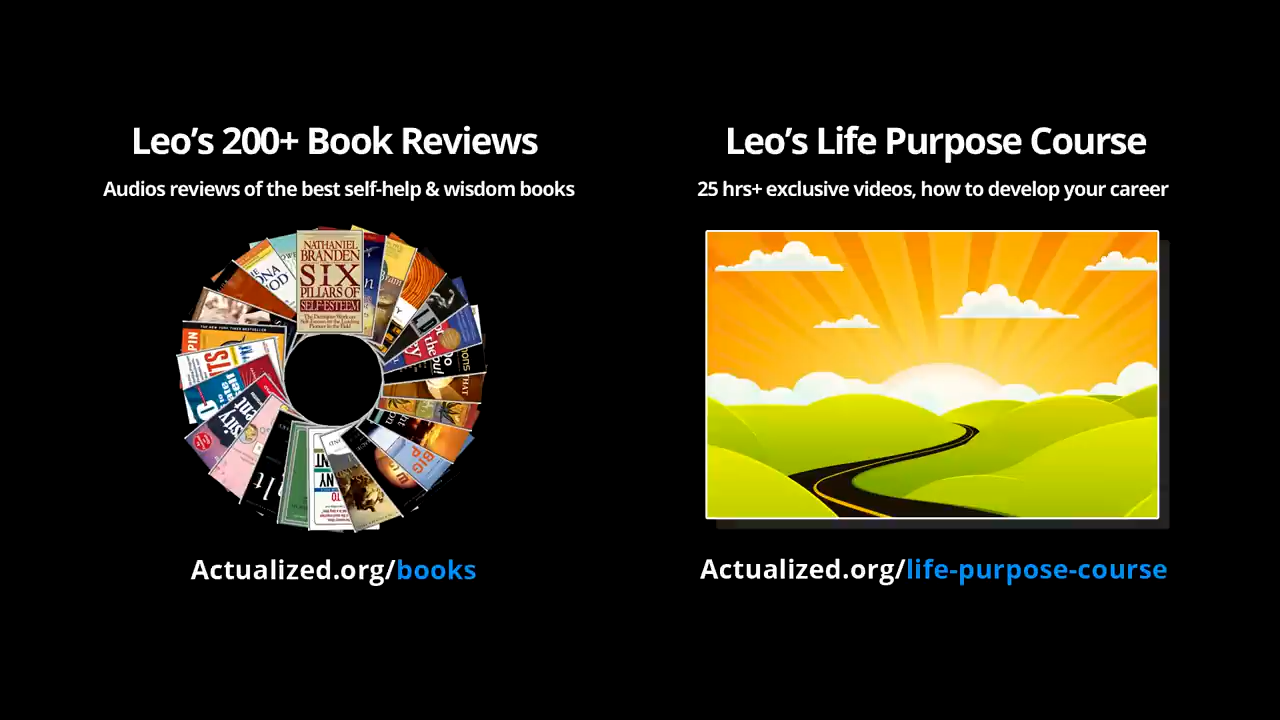 Leo's 200+ Book Reviews
Audios reviews of the best self-help & wisdom books
NATHANIEL
BRANDEN
SIX
PILLARS OF
SELF-ESTEEM
Actualized.org/books
Leo's Life Purpose Course
25 hrs+ exclusive videos, how to develop your career
Actualized.org/life-purpose-course